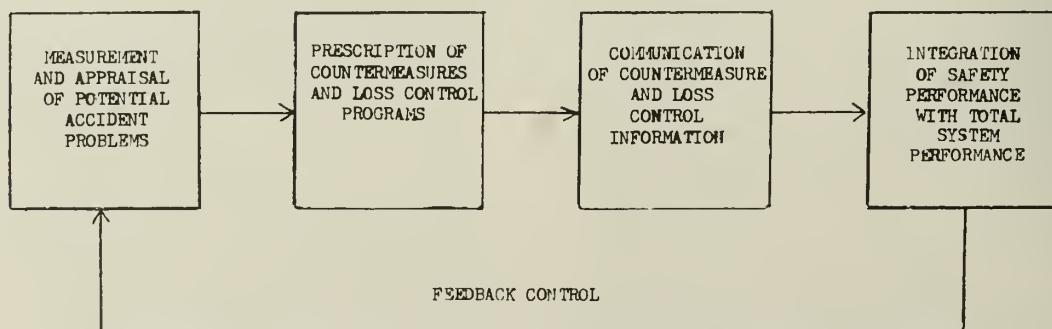 MEASUREMENT
AND APPRAISAL
OF POTENTIAL
ACCIDENT
PROBLEMS
PRESCRIPTION OF
COUNTERMEASURES
AND LOSS CONTROL
PROGRAMS
COMMUNICATION
OF COUNTERMEASURE
AND LOSS
CONTROL
INFORMATION
INTEGRATION
OF SAFETY
PERFORMANCE
WITH TOTAL
SYSTEM
PERFORMANCE
FEEDBACK CONTROL